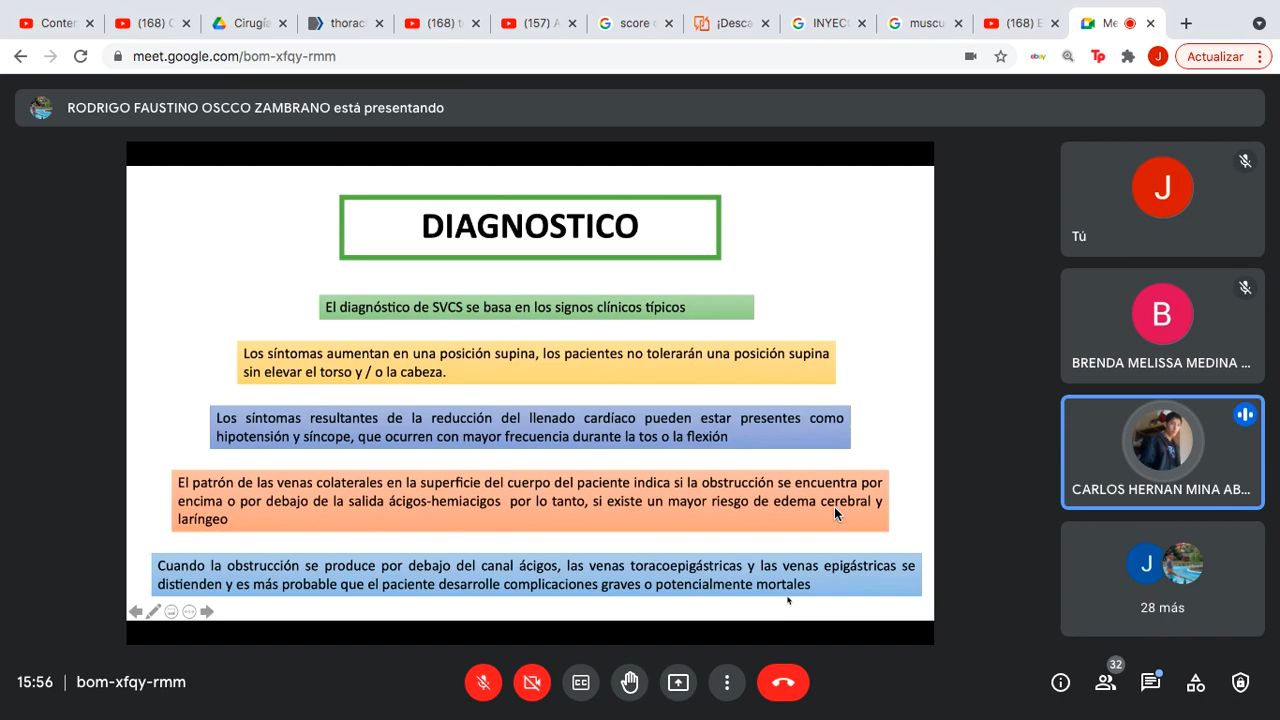 Conten
(168) C
Cirugía
thorac
(168) t
(157) A
score c
¡Desca
INYEC
muscu
(168) E
Me
meet.google.com/bom-xfqy-rmm
ebay
Tp
J
Actualizar
RODRIGO FAUSTINO OSCCO ZAMBRANO está presentando
DIAGNOSTICO
El diagnóstico de SVCS se basa en los signos clínicos típicos
Los síntomas aumentan en una posición supina, los pacientes no tolerarán una posición supina
sin elevar el torso y / o la cabeza.
Los síntomas resultantes de la reducción del llenado cardíaco pueden estar presentes como
hipotensión y síncope, que ocurren con mayor frecuencia durante la tos o la flexión
El patrón de las venas colaterales en la superficie del cuerpo del paciente indica si la obstrucción se encuentra por
encima o por debajo de la salida ácigos-hemiacigos por lo tanto, si existe un mayor riesgo de edema cerebral y
laríngeo
Cuando la obstrucción se produce por debajo del canal ácigos, las venas toracoepigástricas y las venas epigástricas se
distienden y es más probable que el paciente desarrolle complicaciones graves o potencialmente mortales
J
Tú
B
BRENDA MELISSA MEDINA ...
CARLOS HERNAN MINA AB...
J
28 más
15:56 | bom-xfqy-rmm
CC
32